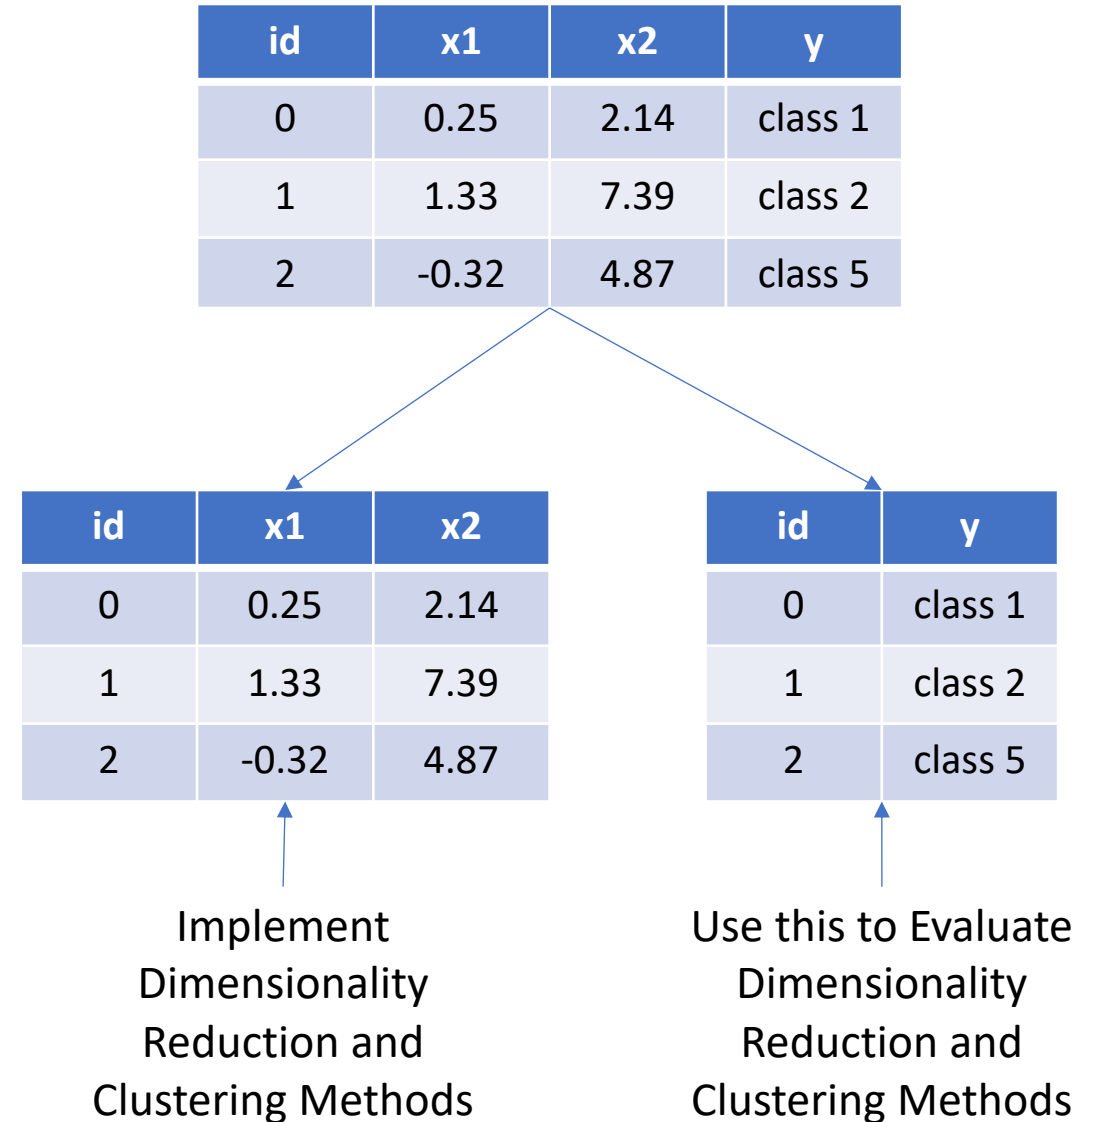 id x1 x2 y
0 0.25 2.14 class 1
1 1.33 7.39 class 2
2 -0.32 4.87 class 5
id x1 x2
0 0.25 2.14
1 1.33 7.39
2 -0.32 4.87
id y
0 class 1
1 class 2
2 class 5
Implement
Dimensionality
Reduction and
Clustering Methods
Use this to Evaluate
Dimensionality
Reduction and
Clustering Methods